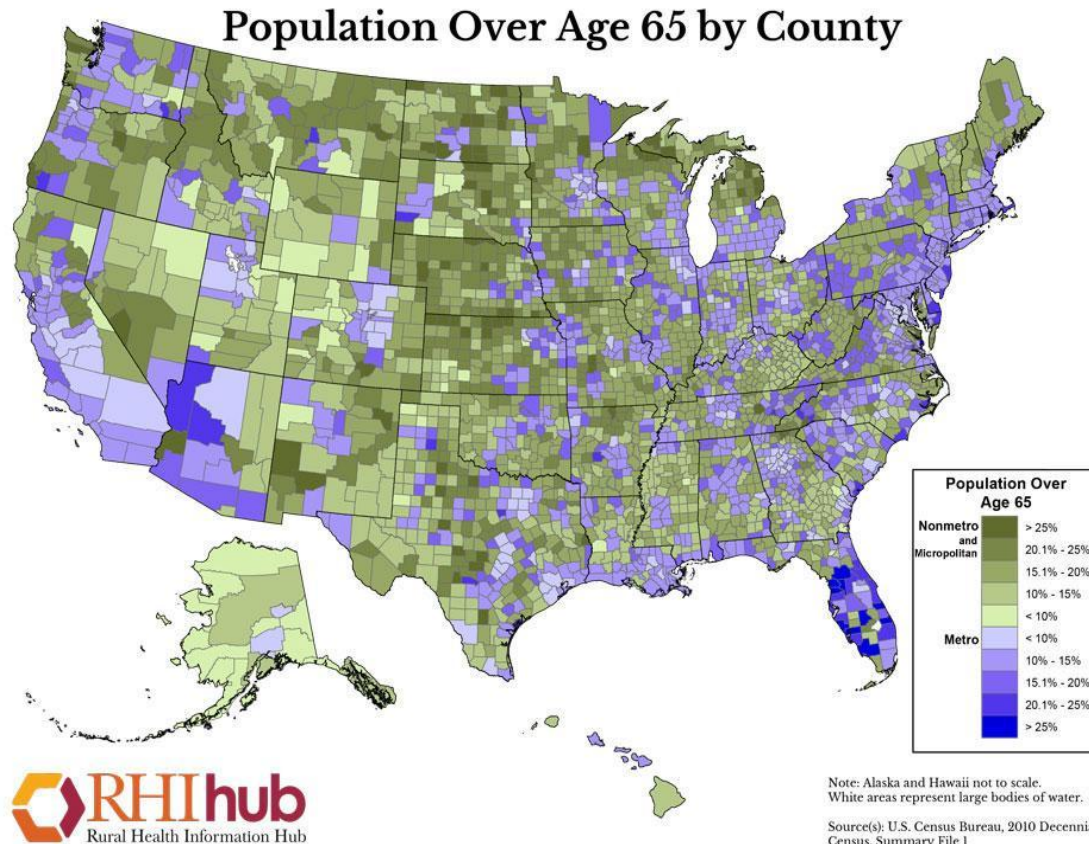 Population Over Age 65 by County
Population Over
Age 65
Nonmetro
and
Micropolitan
> 25%
20.1% - 25%
15.1% - 20%
10% - 15%
< 10%
Metro
< 10%
10% - 15%
15.1% - 20%
20.1% - 25%
> 25%
RHIhub
Rural Health Information Hub
Note: Alaska and Hawaii not to scale.
White areas represent large bodies of water.
Source(s): U.S. Census Bureau, 2010 Decennia
Census, Summary File 1